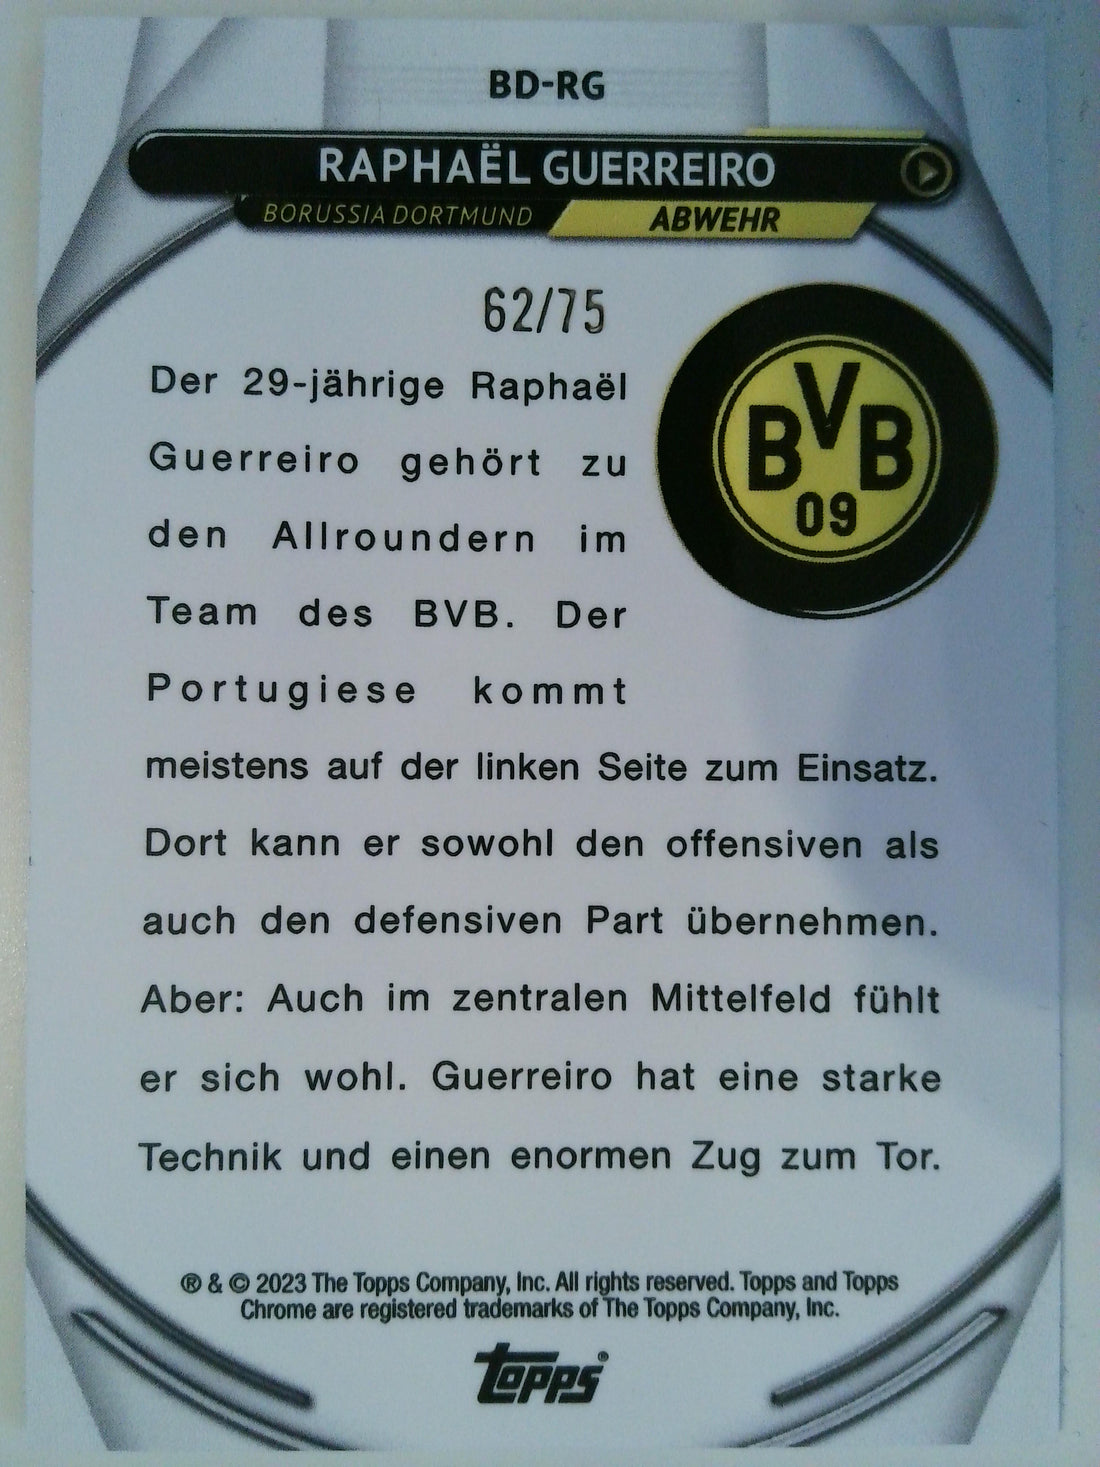 BD-RG
RAPHAËL GUERREIRO
BORUSSIA DORTMUND ABWEHR
62/75
BVB
09
Der 29-jährige Raphaël
Guerreiro gehört zu
den Allroundern im
Team des BVB. Der
Portugiese kommt
meistens auf der linken Seite zum Einsatz.
Dort kann er sowohl den offensiven als
auch den defensiven Part übernehmen.
Aber: Auch im zentralen Mittelfeld fühlt
er sich wohl. Guerreiro hat eine starke
Technik und einen enormen Zug zum Tor.
® & © 2023 The Topps Company, Inc. All rights reserved. Topps and Topps
Chrome are registered trademarks of The Topps Company, Inc.
topps®